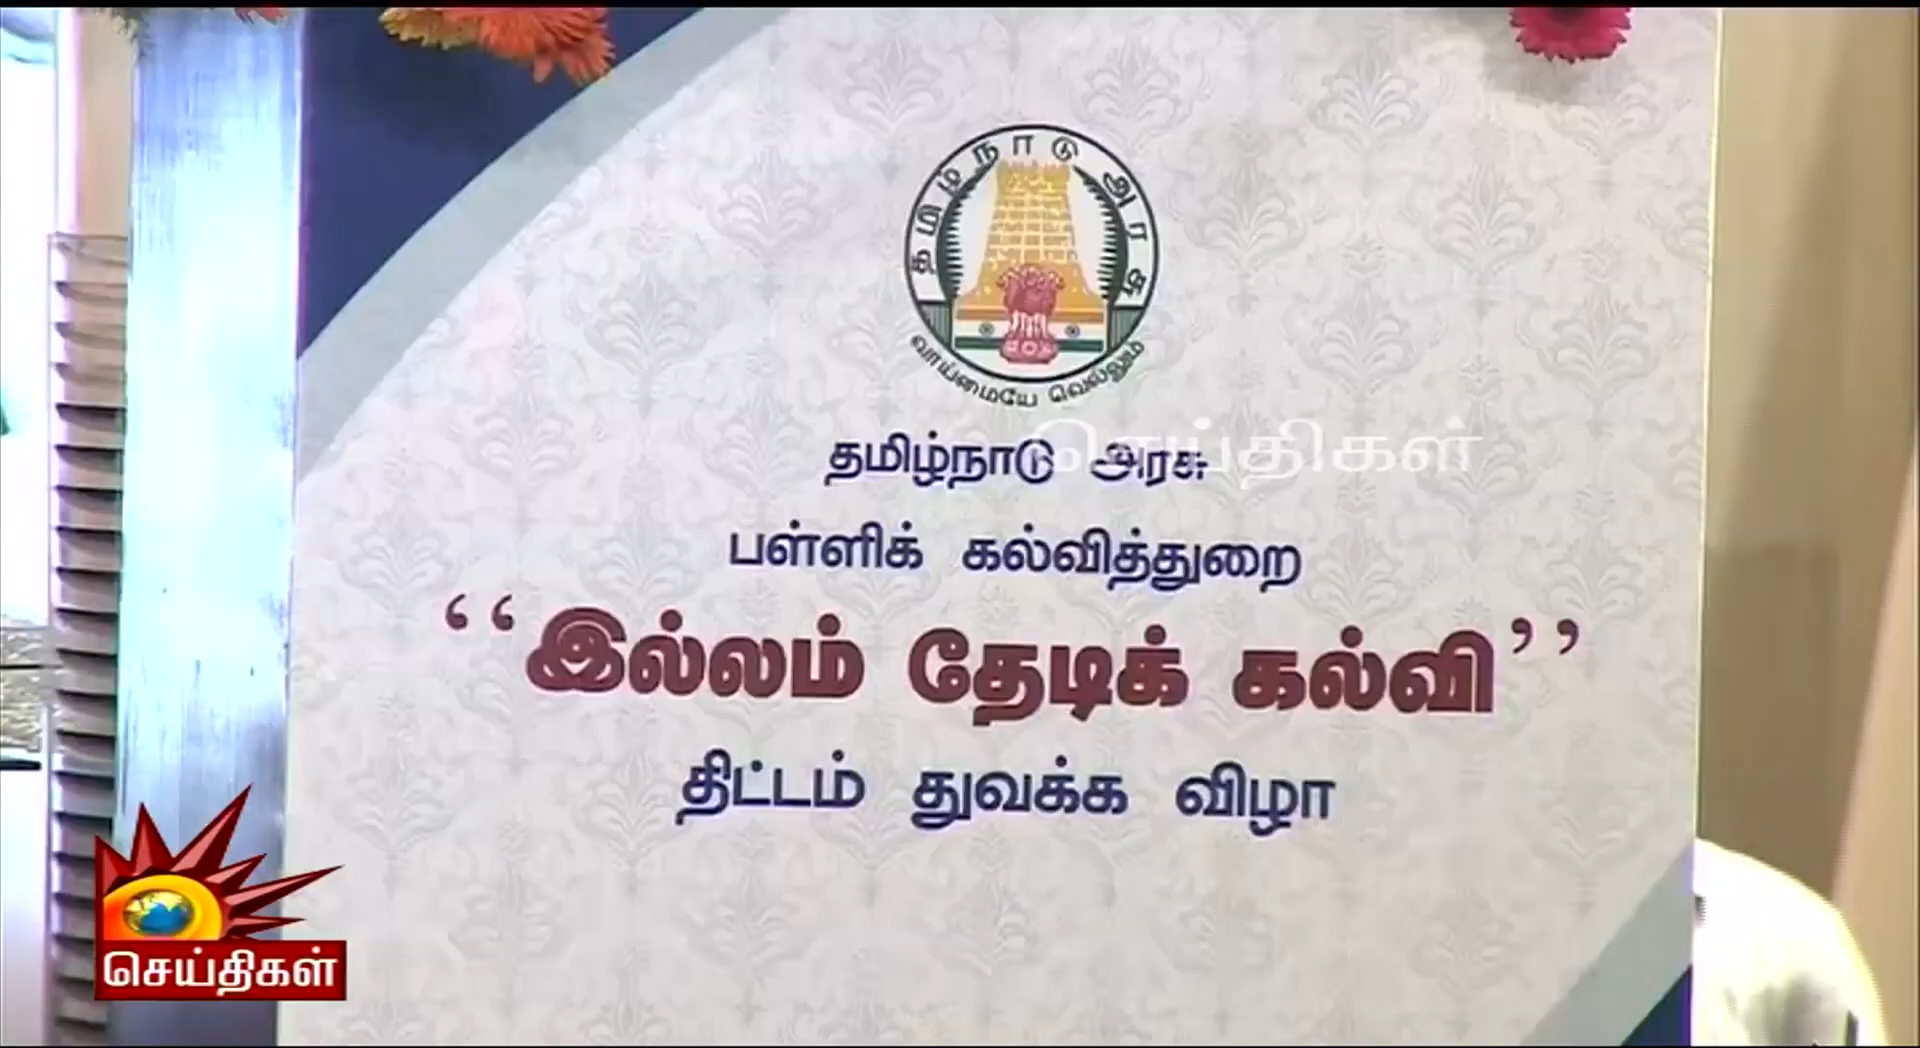 தமிழ்நாடு அரசு
வாய்மையே வெல்லும்
செய்திகள்
தமிழ்நாடு அரசு
பள்ளிக் கல்வித்துறை
‘‘இல்லம் தேடிக் கல்வி’’
திட்டம் துவக்க விழா
செய்திகள்